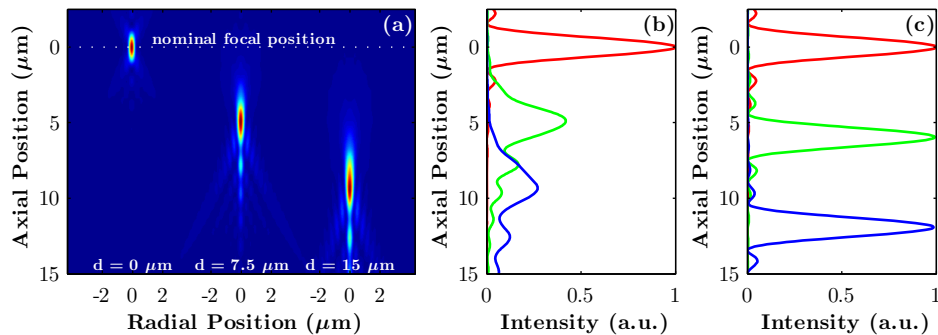 (a)
nominal focal position
d = 0 μm d = 7.5 μm d = 15 μm
0
5
10
15
-2 0 2 -2 0 2 -2 0 2
Axial Position (μm)
Radial Position (μm)
(b)
0
5
10
15
0 0.5 1
Axial Position (μm)
Intensity (a.u.)
(c)
0
5
10
15
0 0.5 1
Axial Position (μm)
Intensity (a.u.)